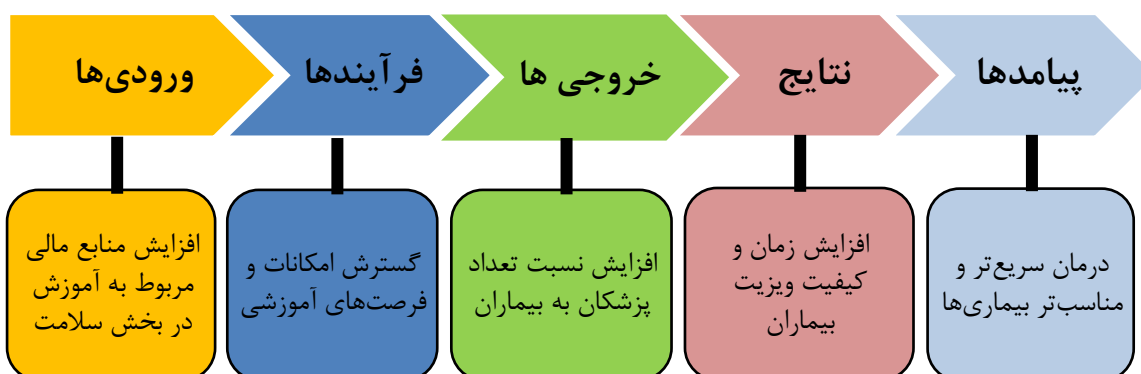 ورودی‌ها
فرآیندها
خروجی ها
نتایج
پیامدها
افزایش منابع مالی
مربوط به آموزش
در بخش سلامت
گسترش امکانات و
فرصت‌های آموزشی
افزایش نسبت تعداد
پزشکان به بیماران
افزایش زمان و
کیفیت ویزیت
بیماران
درمان سریع‌تر و
مناسب‌تر بیماری‌ها